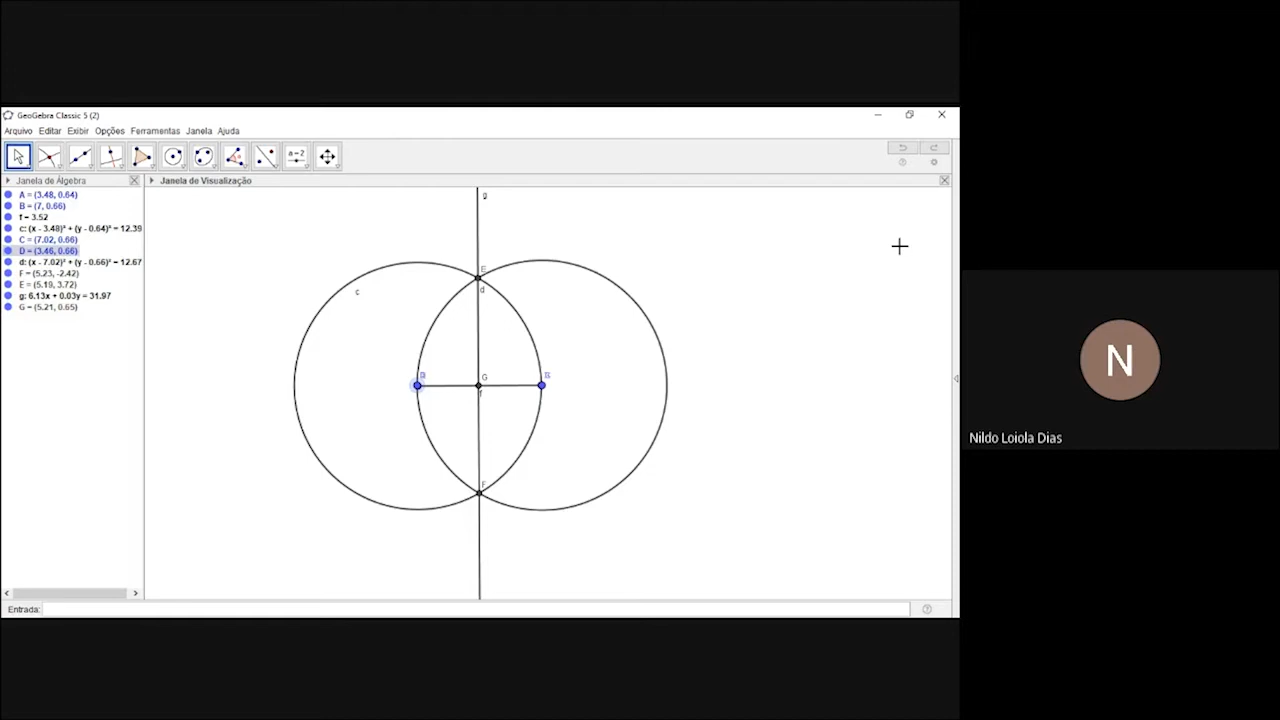 GeoGebra Classic 5 (2)
Arquivo Editar Exibir Opções Ferramentas Janela Ajuda
a=2
Janela de Álgebra
Janela de Visualização
A = (3.48, 0.64)
B = (7, 0.66)
f = 3.52
c: (x - 3.48)² + (y - 0.64)² = 12.39
C = (7.02, 0.66)
D = (3.46, 0.66)
d: (x - 7.02)² + (y - 0.66)² = 12.67
F = (5.23, -2.42)
E = (5.19, 3.72)
g: 6.13x + 0.03y = 31.97
G = (5.21, 0.65)
g
E
d
c
G
f
F
Entrada:
N
Nildo Loiola Dias